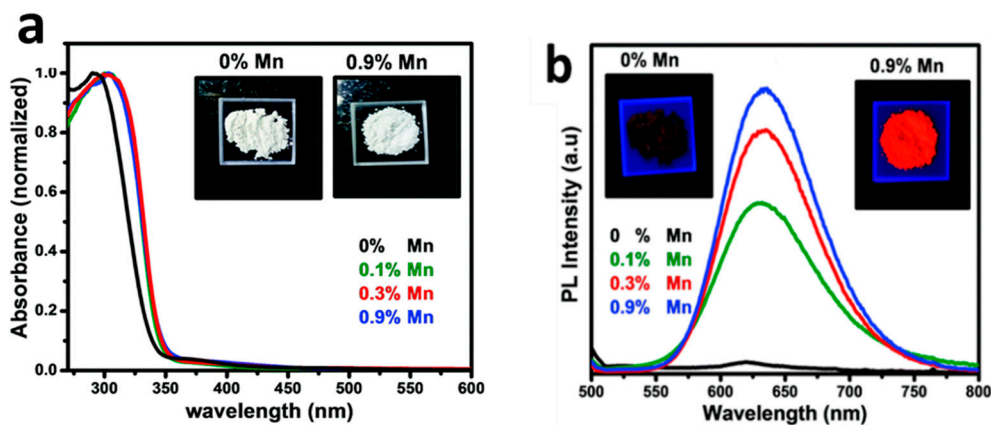 a
0% Mn
0.9% Mn
Absorbance (normalized)
1.0
0.8
0.6
0.4
0.2
0.0
0% Mn
0.1% Mn
0.3% Mn
0.9% Mn
300 350 400 450 500 550 600
wavelength (nm)
b
0% Mn
0.9% Mn
PL Intensity (a.u)
0 % Mn
0.1% Mn
0.3% Mn
0.9% Mn
500 550 600 650 700 750 800
Wavelength (nm)